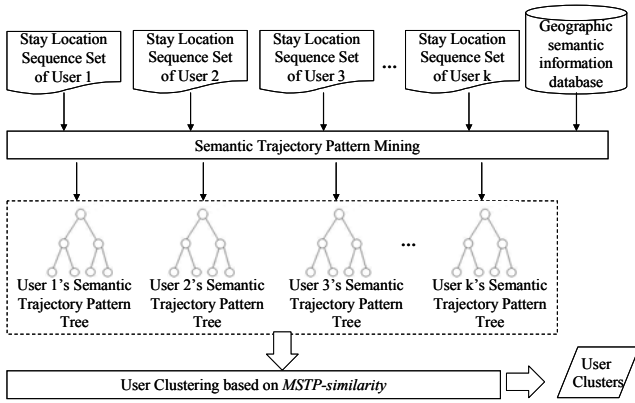 Stay Location
Sequence Set
of User 1
Stay Location
Sequence Set
of User 2
Stay Location
Sequence Set
of User 3
...
Stay Location
Sequence Set
of User k
Geographic
semantic
information
database
Semantic Trajectory Pattern Mining
User 1's Semantic
Trajectory Pattern
Tree
User 2's Semantic
Trajectory Pattern
Tree
User 3's Semantic
Trajectory Pattern
Tree
...
User k's Semantic
Trajectory Pattern
Tree
User Clustering based on MSTP-similarity
User
Clusters